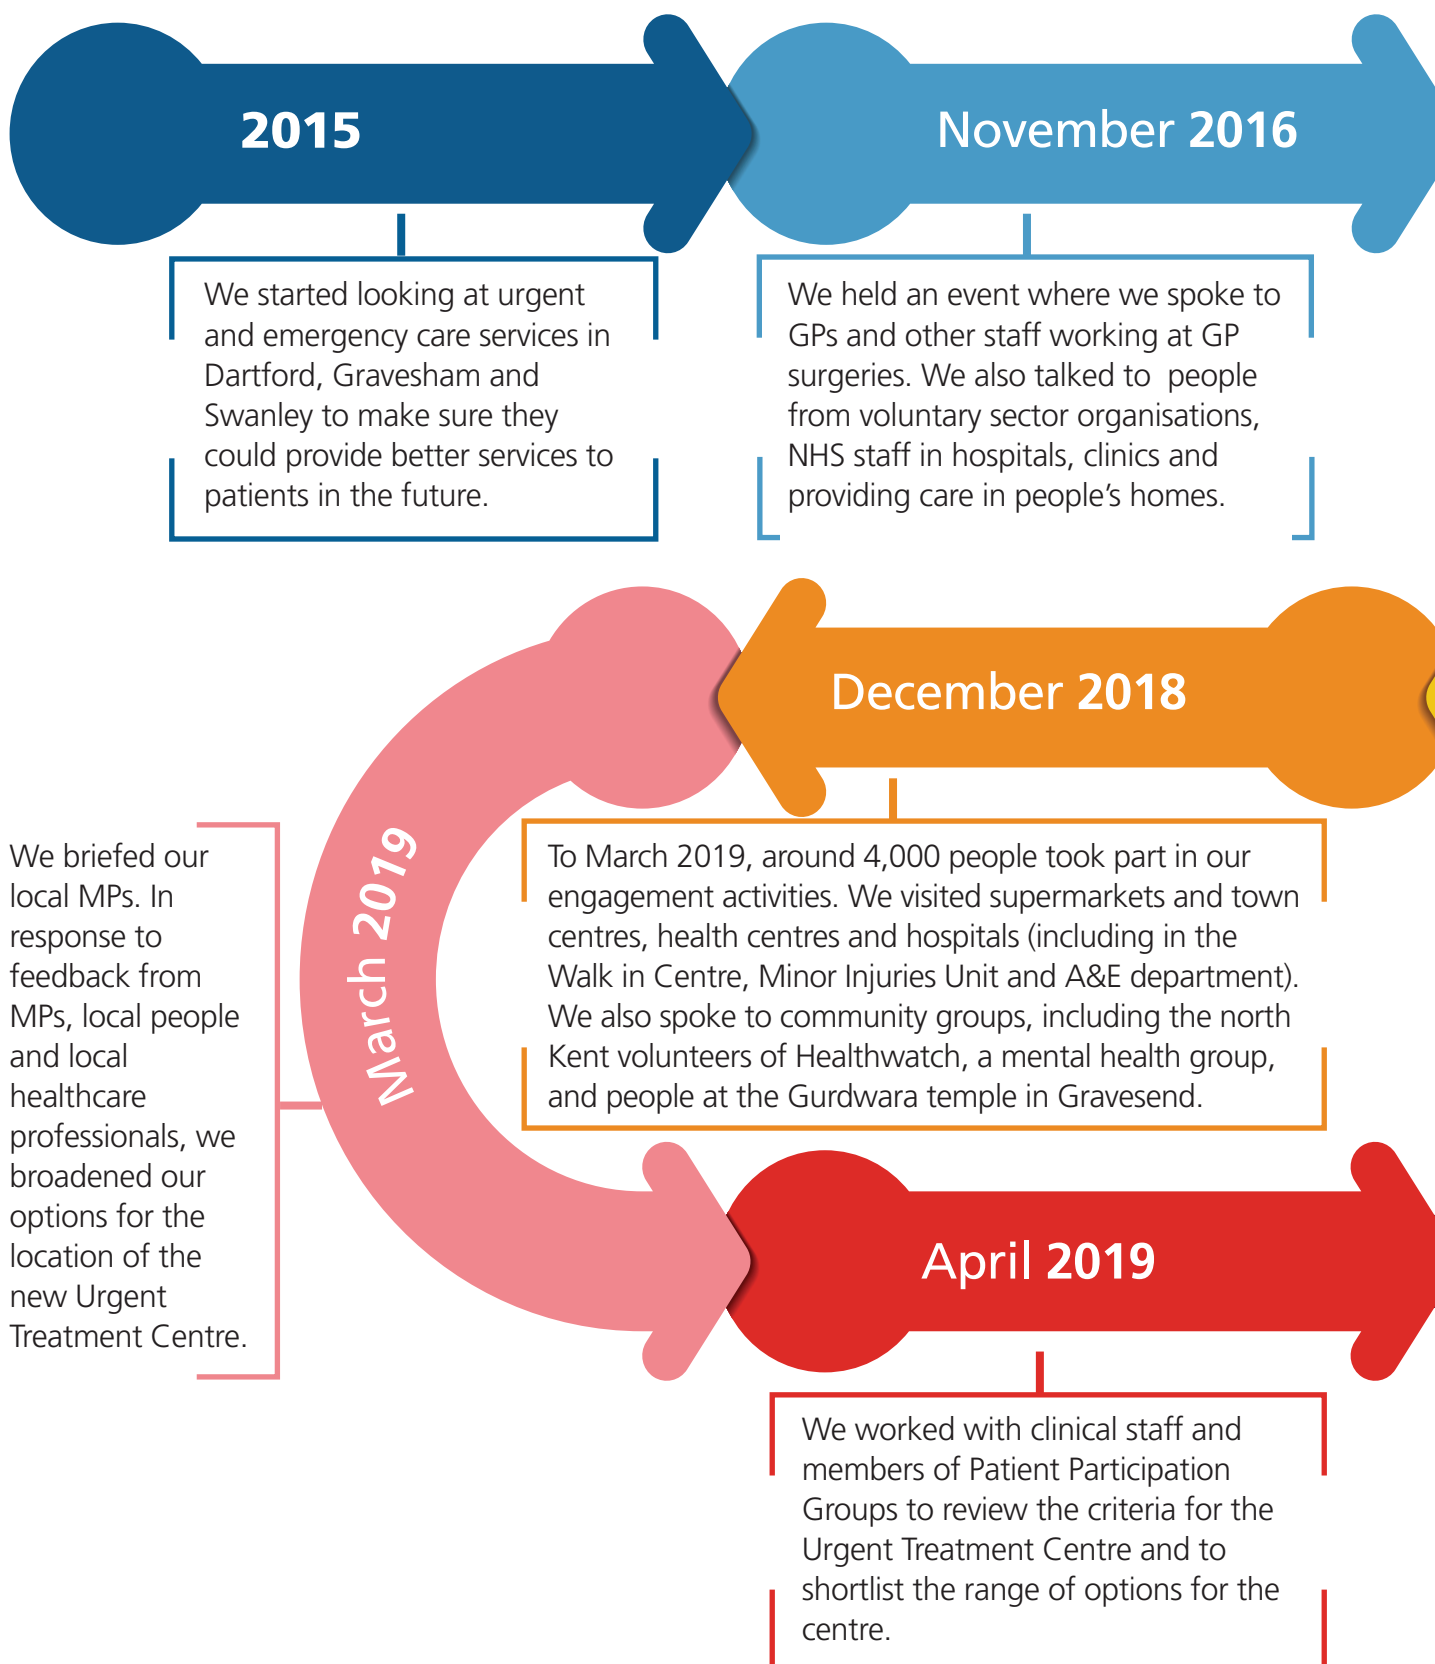 2015
We started looking at urgent
and emergency care services in
Dartford, Gravesham and
Swanley to make sure they
could provide better services to
patients in the future.
November 2016
We held an event where we spoke to
GPs and other staff working at GP
surgeries. We also talked to  people
from voluntary sector organisations,
NHS staff in hospitals, clinics and
providing care in people’s homes.
December 2018
To March 2019, around 4,000 people took part in our
engagement activities. We visited supermarkets and town
centres, health centres and hospitals (including in the
Walk in Centre, Minor Injuries Unit and A&E department).
We also spoke to community groups, including the north
Kent volunteers of Healthwatch, a mental health group,
and people at the Gurdwara temple in Gravesend.
March 2019
We briefed our
local MPs. In
response to
feedback from
MPs, local people
and local
healthcare
professionals, we
broadened our
options for the
location of the
new Urgent
Treatment Centre.
April 2019
We worked with clinical staff and
members of Patient Participation
Groups to review the criteria for the
Urgent Treatment Centre and to
shortlist the range of options for the
centre.